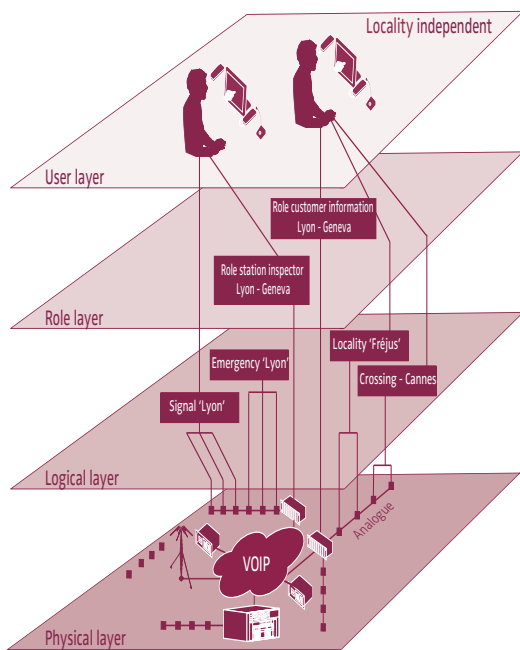 Locality independent
User layer
Role customer information
Lyon - Geneva
Role station inspector
Lyon - Geneva
Role layer
Locality 'Fréjus'
Emergency 'Lyon'
Crossing - Cannes
Signal 'Lyon'
Logical layer
Analogue
VOIP
Physical layer